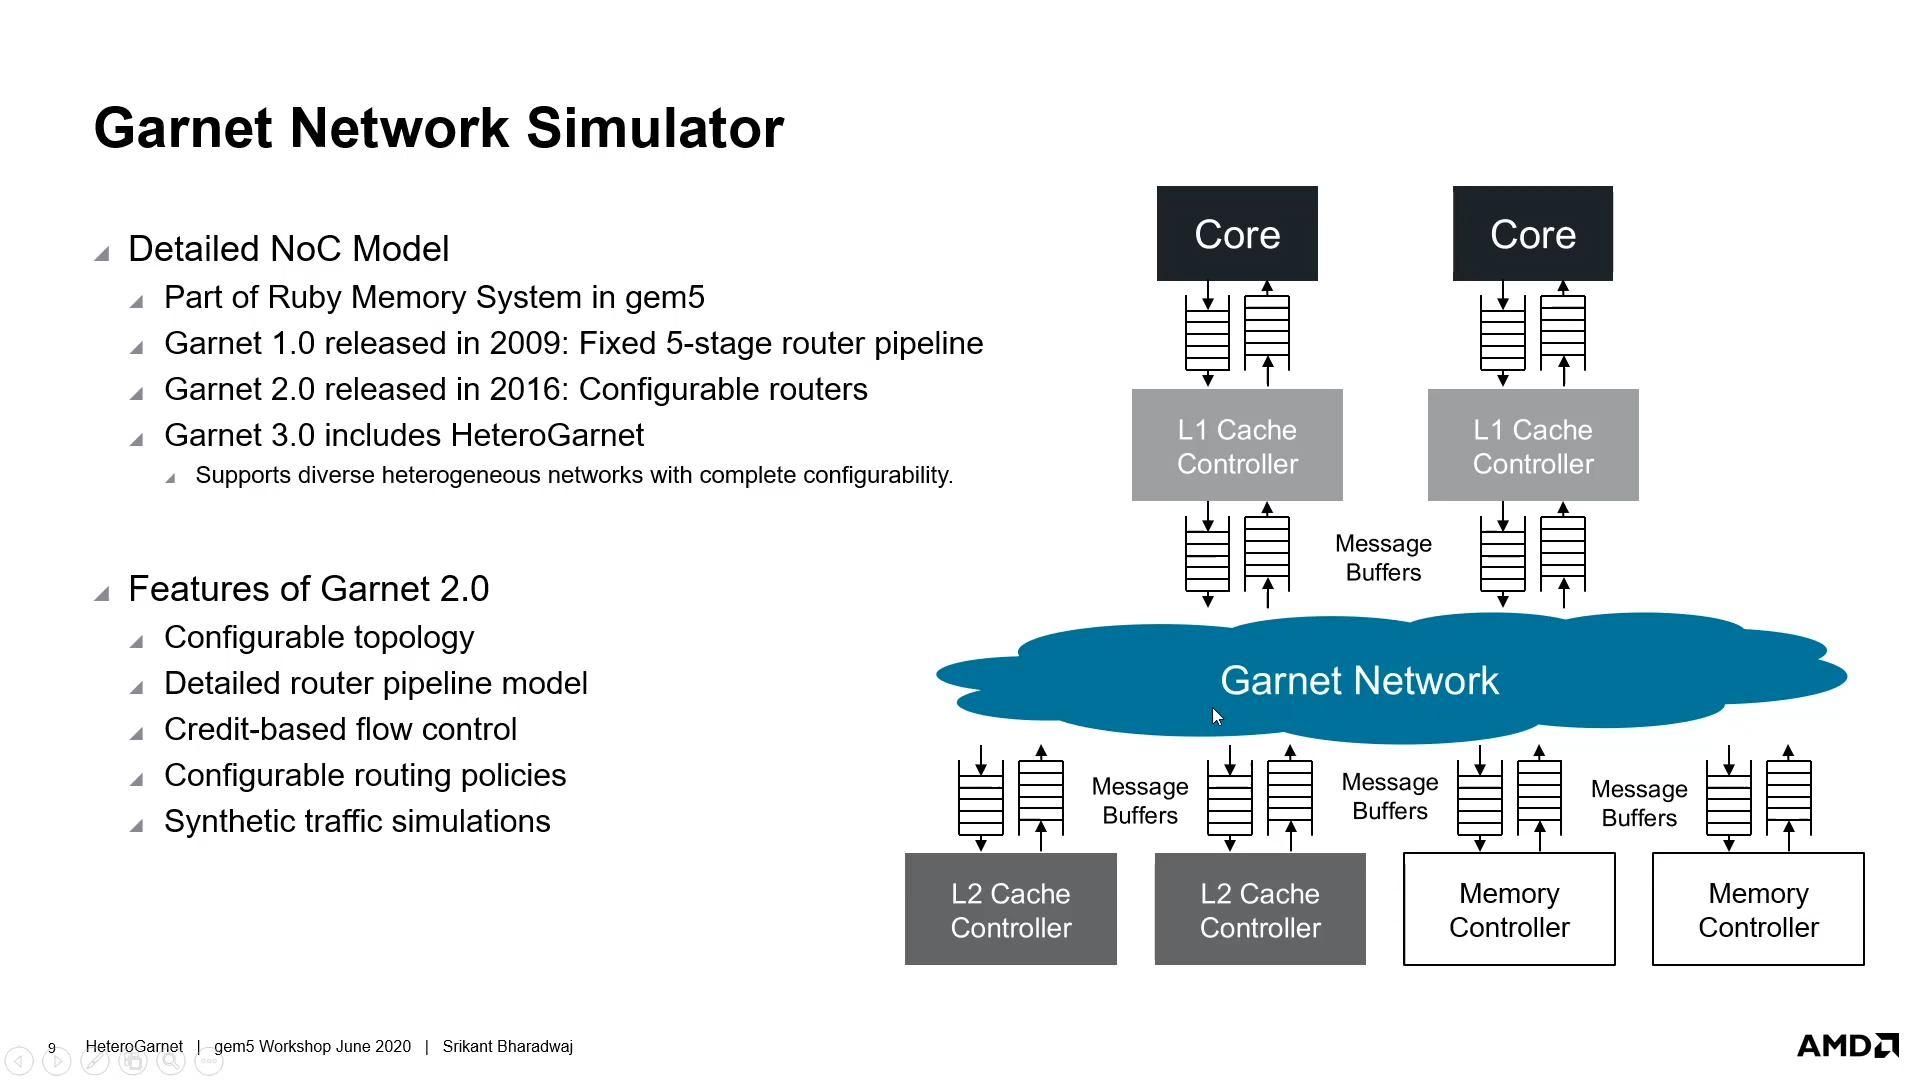 Garnet Network Simulator
Detailed NoC Model
Part of Ruby Memory System in gem5
Garnet 1.0 released in 2009: Fixed 5-stage router pipeline
Garnet 2.0 released in 2016: Configurable routers
Garnet 3.0 includes HeteroGarnet
Supports diverse heterogeneous networks with complete configurability.
Features of Garnet 2.0
Configurable topology
Detailed router pipeline model
Credit-based flow control
Configurable routing policies
Synthetic traffic simulations
Core
Core
L1 Cache
Controller
L1 Cache
Controller
Message
Buffers
Garnet Network
Message
Buffers
Message
Buffers
Message
Buffers
L2 Cache
Controller
L2 Cache
Controller
Memory
Controller
Memory
Controller
9 HeteroGarnet | gem5 Workshop June 2020 | Srikant Bharadwaj
AMD